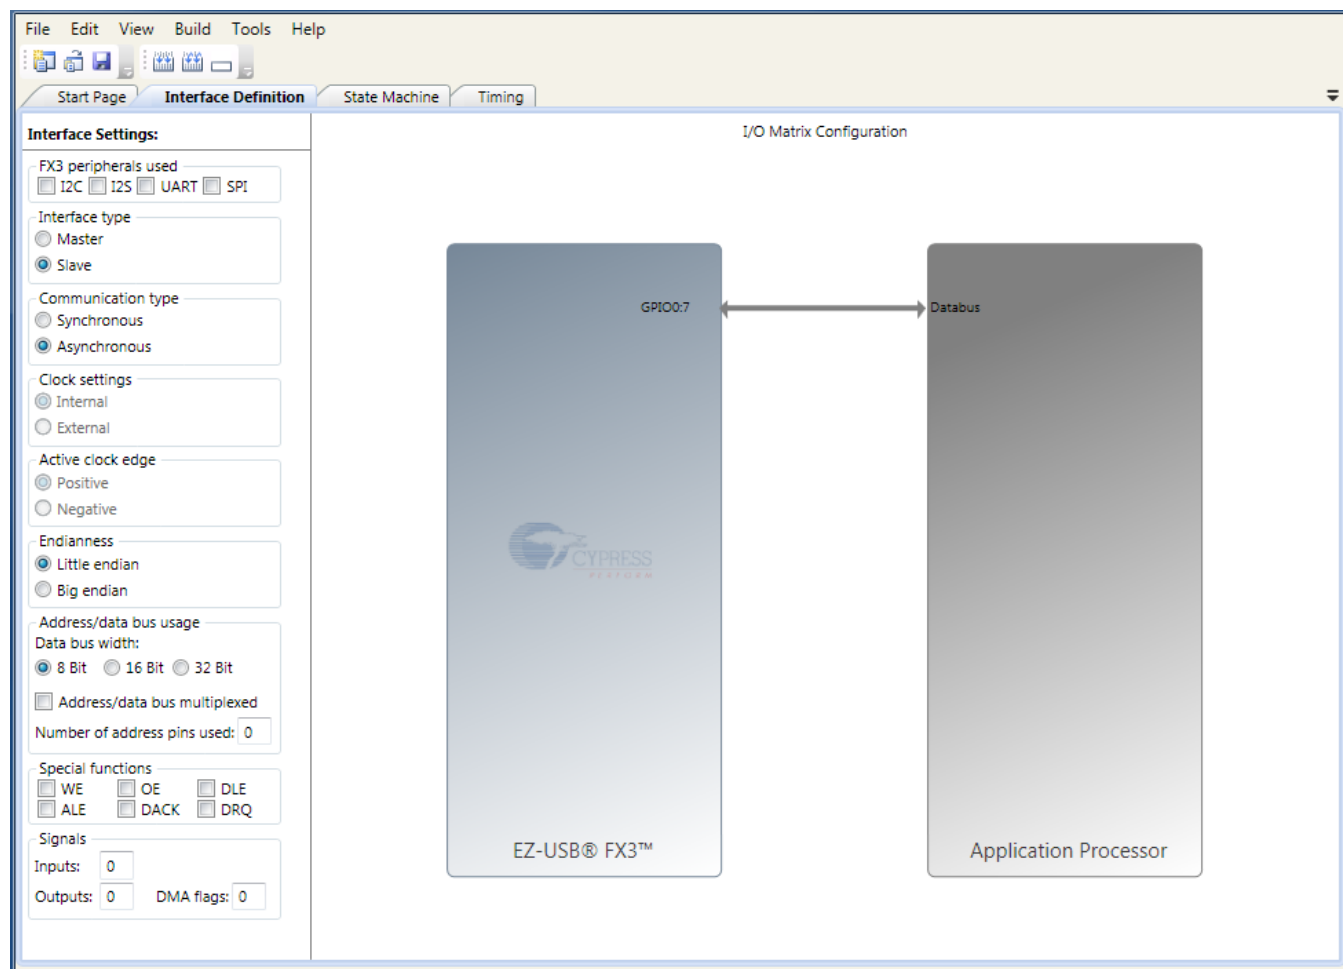 File Edit View Build Tools Help
Start Page Interface Definition State Machine Timing
Interface Settings:
FX3 peripherals used
I2C I2S UART SPI
Interface type
Master
Slave
Communication type
Synchronous
Asynchronous
Clock settings
Internal
External
Active clock edge
Positive
Negative
Endianness
Little endian
Big endian
Address/data bus usage
Data bus width:
8 Bit 16 Bit 32 Bit
Address/data bus multiplexed
Number of address pins used: 0
Special functions
WE OE DLE
ALE DACK DRQ
Signals
Inputs: 0
Outputs: 0 DMA flags: 0
I/O Matrix Configuration
GPIO0:7
Databus
CYPRESS
PERFORM
EZ-USB® FX3™
Application Processor